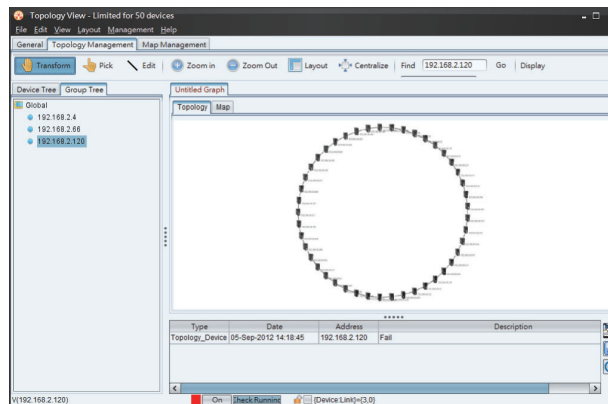 Topology View - Limited for 50 devices
File Edit View Layout Management Help
General Topology Management Map Management
Transform Pick Edit Zoom in Zoom Out Layout Centralize Find 192.168.2.120 Go Display
Device Tree Group Tree Untitled Graph
Global
192.168.2.4
192.168.2.66
192.168.2.120
Topology Map
Type Date Address Description
Topology_Device 05-Sep-2012 14:18:45 192.168.2.120 Fail
V(192.168.2.120) On Check Running {Device:Link}={3,0}